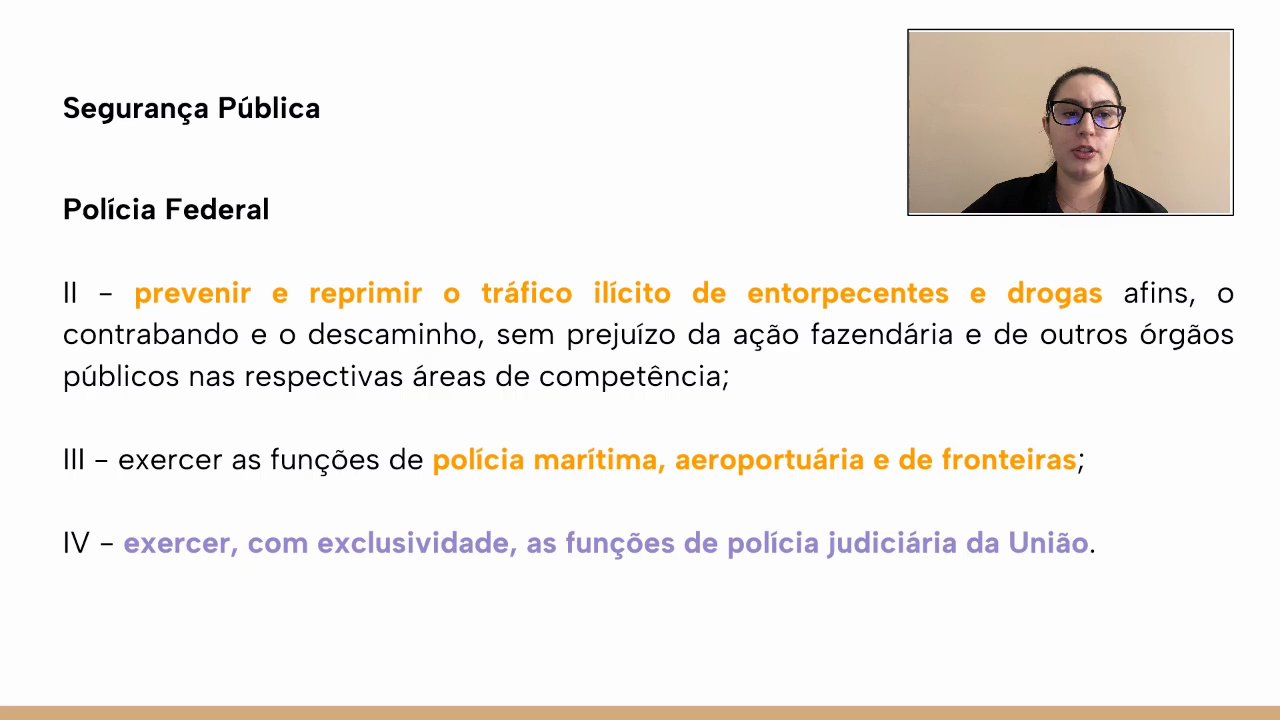 Segurança Pública
Polícia Federal
II – prevenir e reprimir o tráfico ilícito de entorpecentes e drogas afins, o
contrabando e o descaminho, sem prejuízo da ação fazendária e de outros órgãos
públicos nas respectivas áreas de competência;
III – exercer as funções de polícia marítima, aeroportuária e de fronteiras;
IV – exercer, com exclusividade, as funções de polícia judiciária da União.